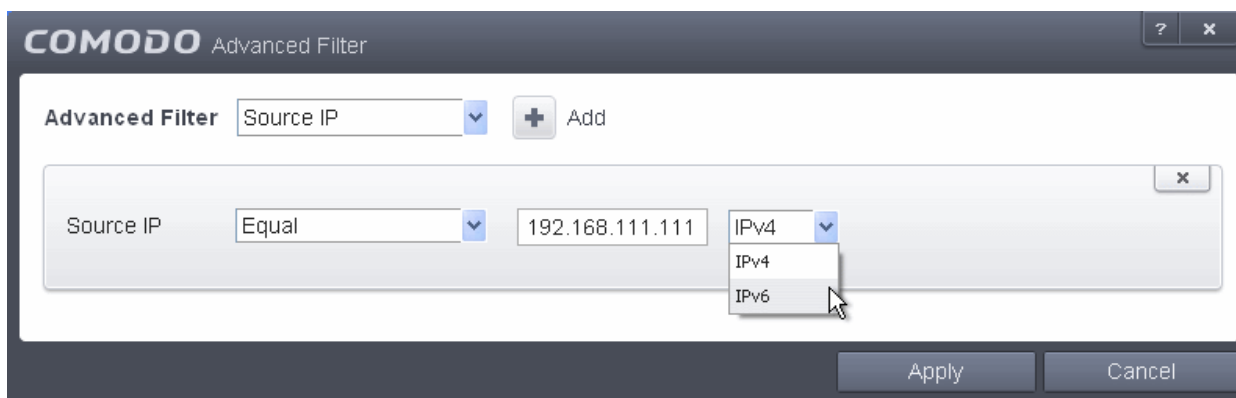 COMODO Advanced Filter ? x
Advanced Filter Source IP + Add
x
Source IP Equal 192.168.111.111 IPv4
IPv4
IPv6
Apply Cancel